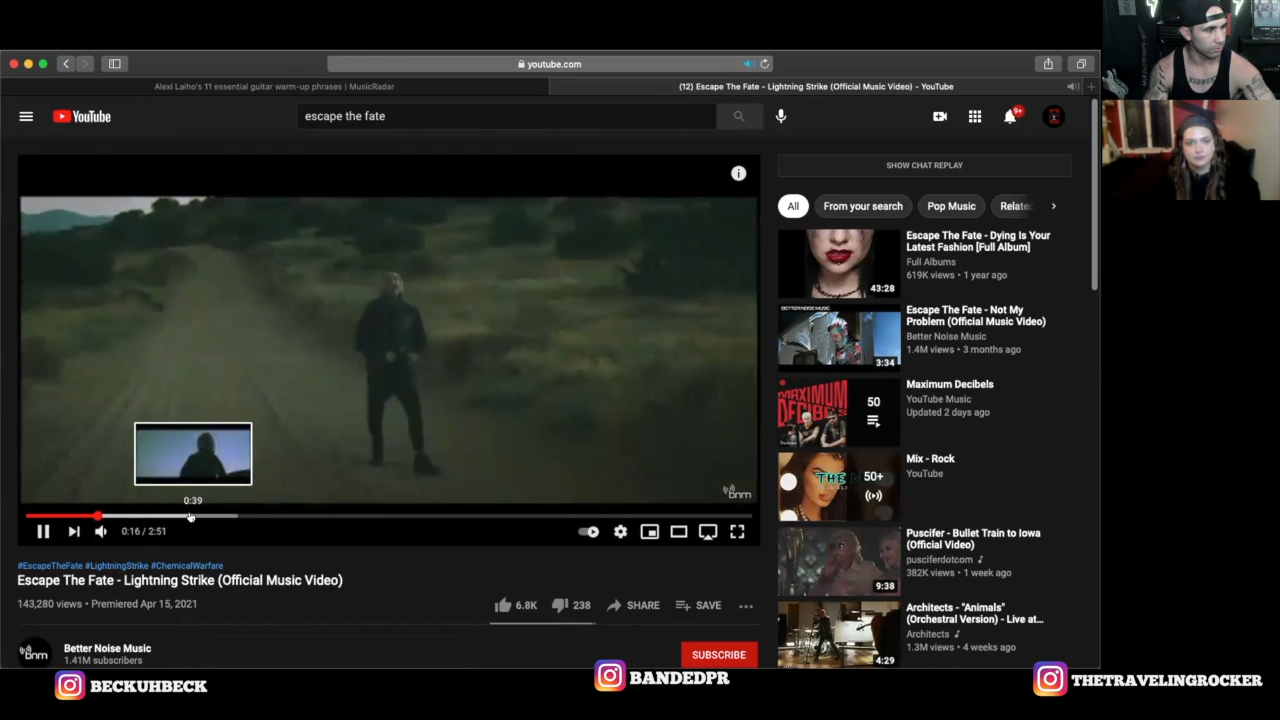 youtube.com
Alexi Laiho's 11 essential guitar warm-up phrases | MusicRadar
(12) Escape The Fate - Lightning Strike (Official Music Video) - YouTube
YouTube
escape the fate
9+
SHOW CHAT REPLAY
All
From your search
Pop Music
Relate
Escape The Fate - Dying Is Your
Latest Fashion [Full Album]
Full Albums
619K views • 1 year ago
43:28
BETTER NOISE MUSIC
Escape The Fate - Not My
Problem (Official Music Video)
Better Noise Music
1.4M views • 3 months ago
3:34
MAXIMUM
DECIBELS
50
Maximum Decibels
YouTube Music
Updated 2 days ago
THE
50+
Mix - Rock
YouTube
Puscifer - Bullet Train to Iowa
(Official Video)
pusciferdotcom
382K views • 1 week ago
9:38
Architects - "Animals"
(Orchestral Version) - Live at...
Architects
1.3M views • 4 weeks ago
4:29
bnm
0:39
0:16 / 2:51
#EscapeTheFate #LightningStrike #ChemicalWarfare
Escape The Fate - Lightning Strike (Official Music Video)
143,280 views • Premiered Apr 15, 2021
6.8K
238
SHARE
SAVE
bnm
Better Noise Music
1.41M subscribers
SUBSCRIBE
BECKUHBECK
BANDEDPR
THETRAVELINGROCKER